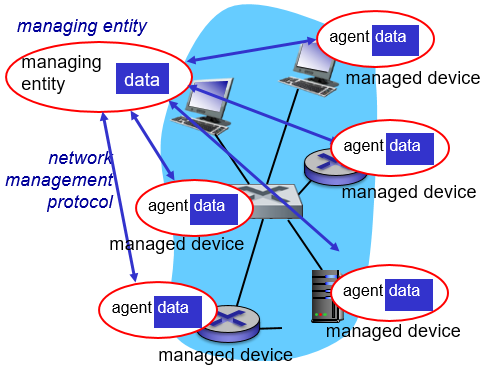 managing entity
managing
entity
data
agent data
managed device
network
management
protocol
agent data
managed device
agent data
managed device
agent data
managed device
agent data
managed device